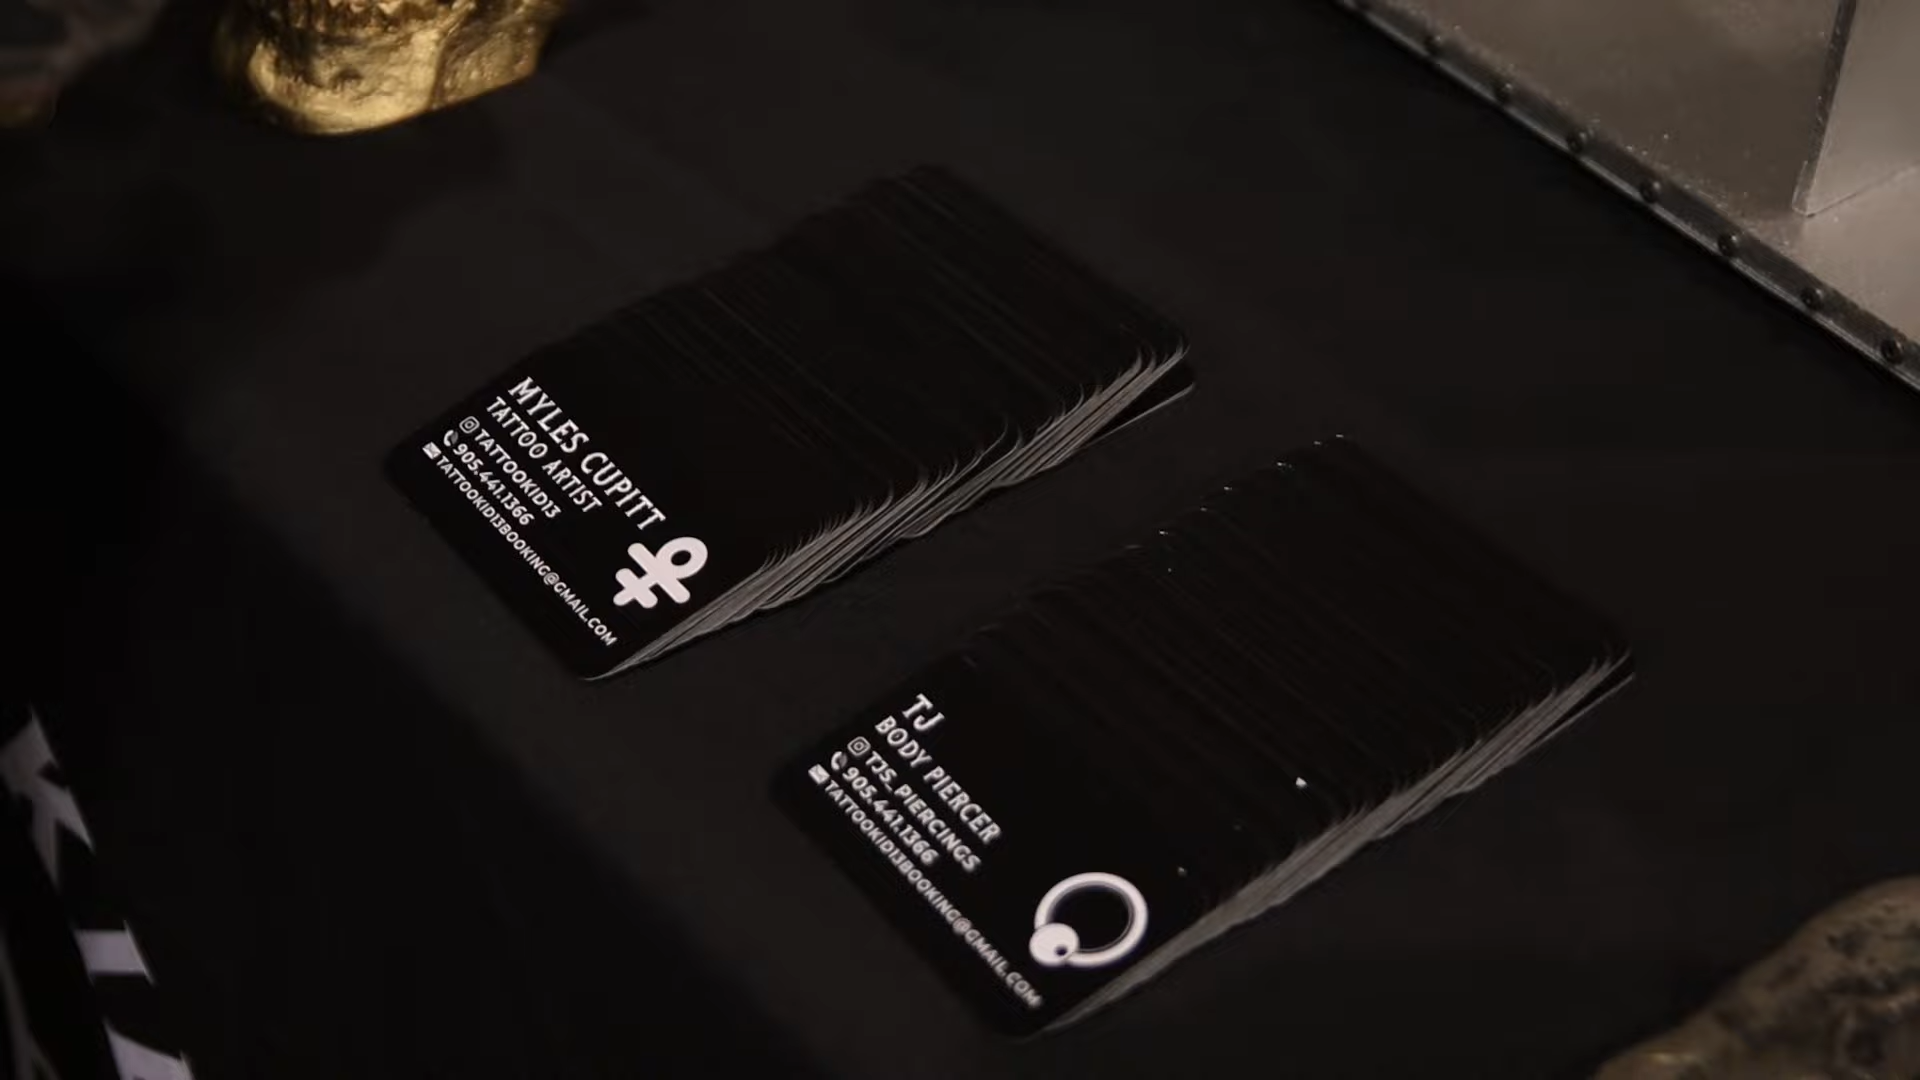 MYLES CUPITT
TATTOO ARTIST
TATTOOKID13
905.441.1366
TATTOOKID13BOOKING@GMAIL.COM
TJ
BODY PIERCER
TJS_PIERCINGS
905.441.1366
TATTOOKID13BOOKING@GMAIL.COM